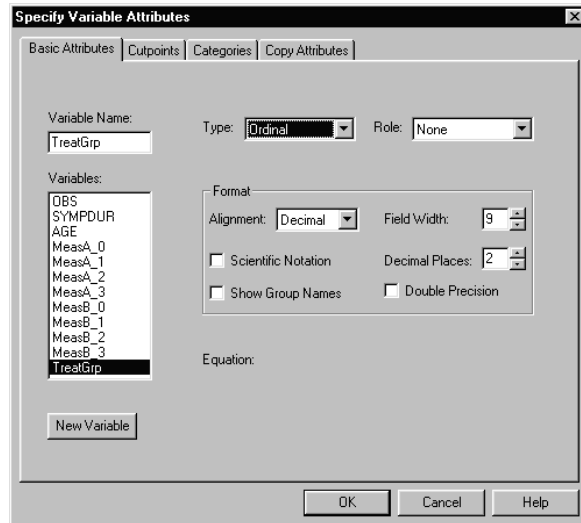 Specify Variable Attributes
Basic Attributes Cutpoints Categories Copy Attributes
Variable Name:
TreatGrp
Type: Ordinal
Role: None
Variables:
OBS
SYMPDUR
AGE
MeasA_0
MeasA_1
MeasA_2
MeasA_3
MeasB_0
MeasB_1
MeasB_2
MeasB_3
TreatGrp
Format
Alignment: Decimal
Field Width: 9
Scientific Notation
Decimal Places: 2
Show Group Names
Double Precision
Equation:
New Variable
OK Cancel Help